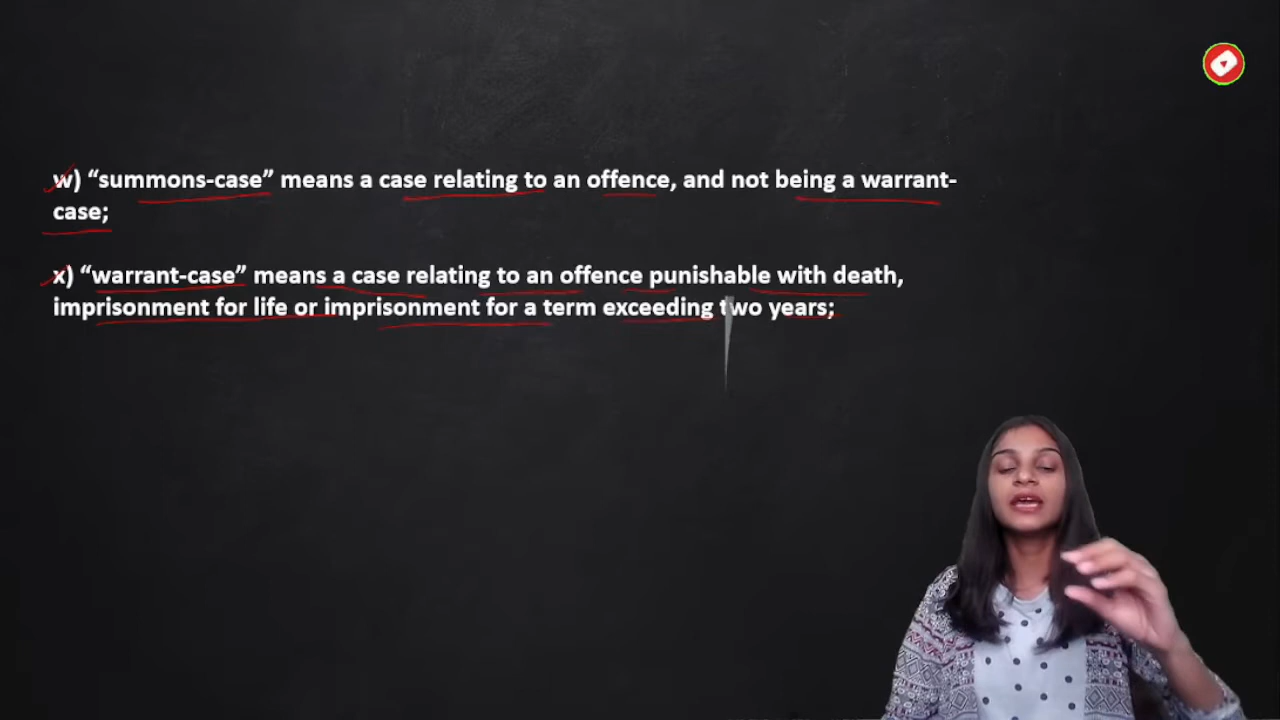 w) “summons-case” means a case relating to an offence, and not being a warrant-
case;
x) “warrant-case” means a case relating to an offence punishable with death,
imprisonment for life or imprisonment for a term exceeding two years;